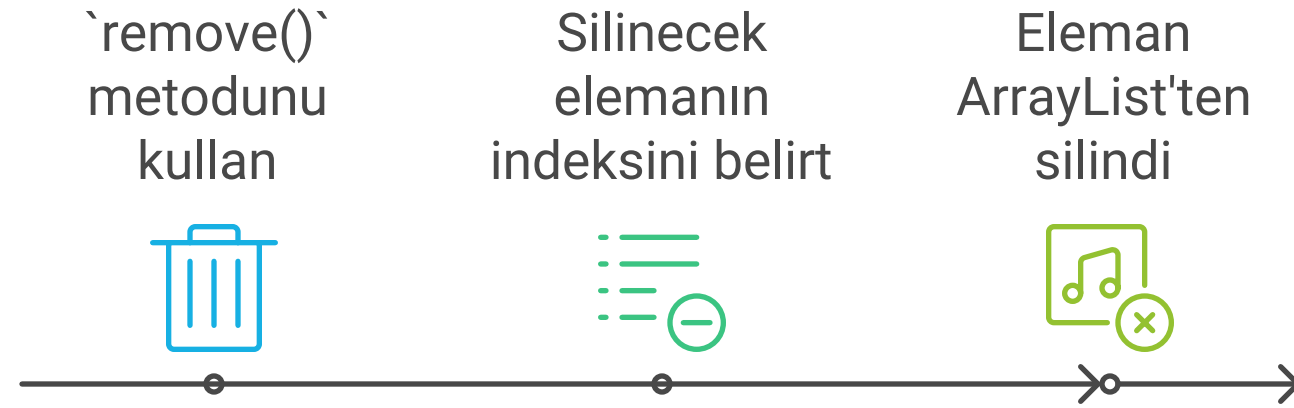 `remove()`
metodunu
kullan
Silinecek
elemanın
indeksini belirt
Eleman
ArrayList'ten
silindi